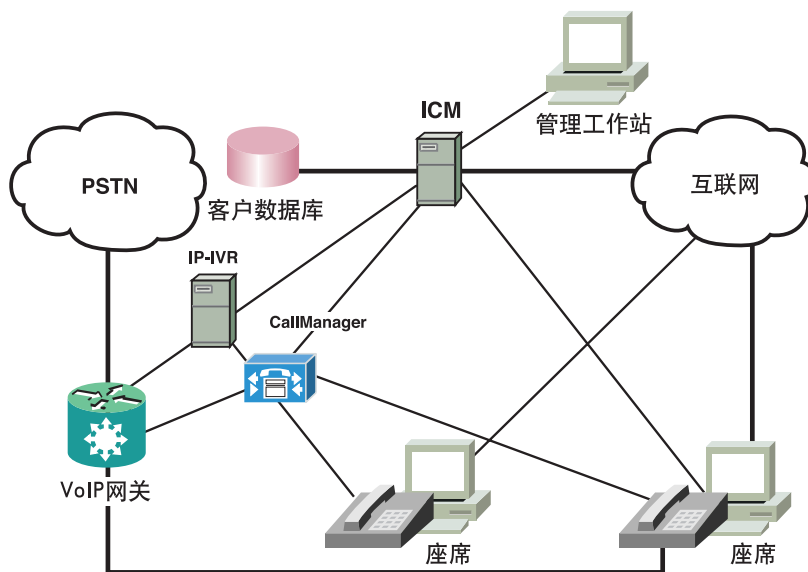 ICM
管理工作站
PSTN
客户数据库
互联网
IP-IVR
CallManager
VoIP网关
座席
座席